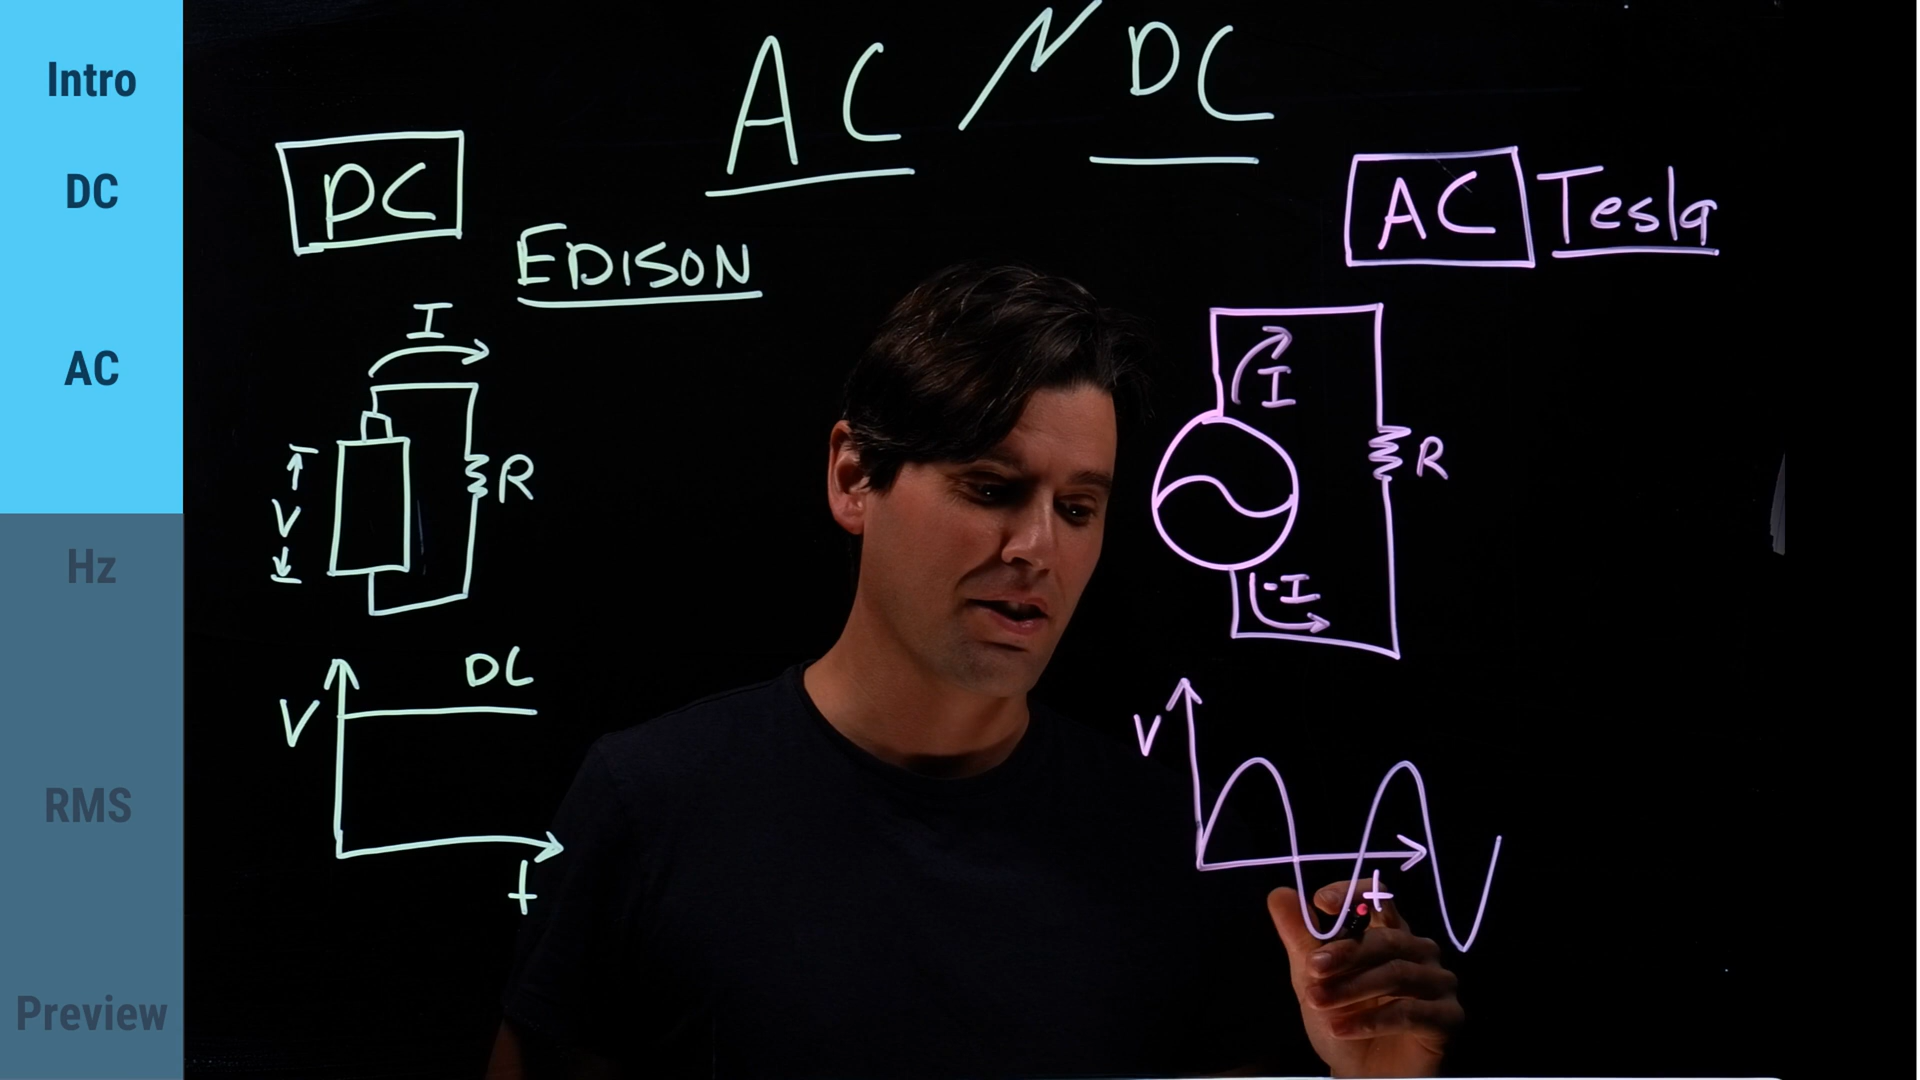 Intro
DC
AC
Hz
RMS
Preview
AC/DC
DC
EDISON
I
V
R
V
DC
t
AC Tesla
I
R
-I
V
t